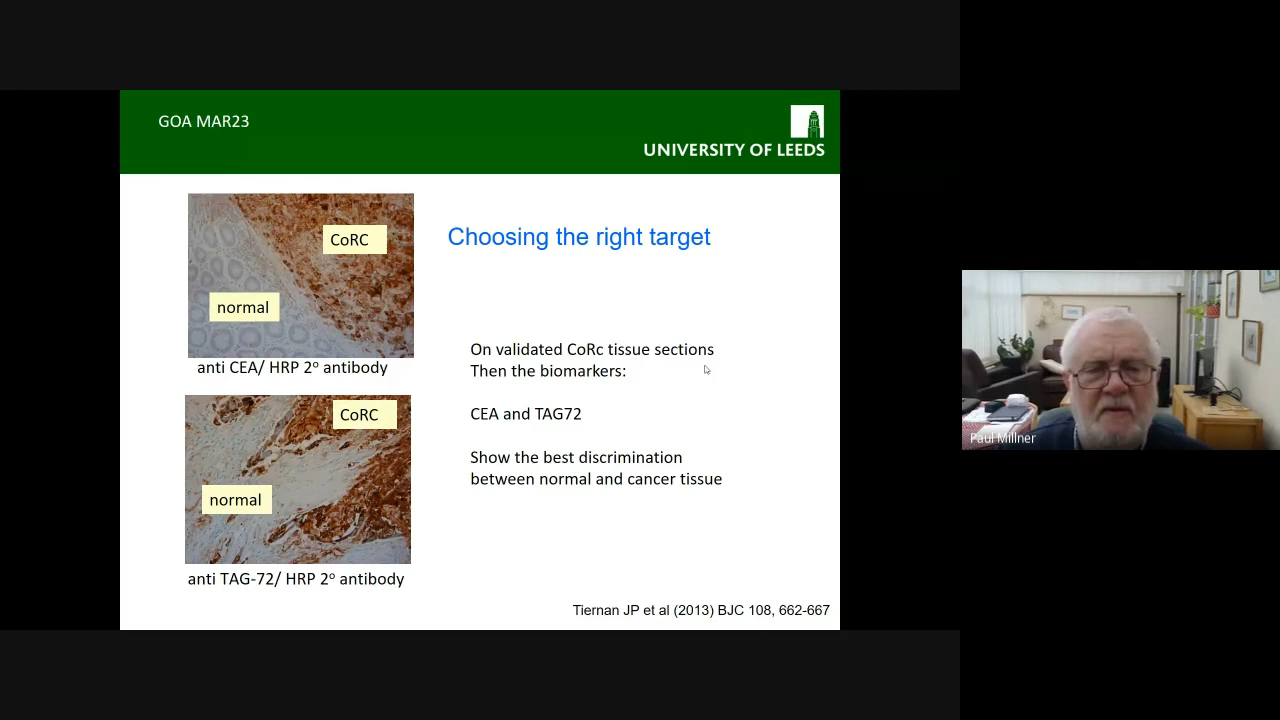 GOA MAR23
UNIVERSITY OF LEEDS
CoRC
normal
anti CEA/ HRP 2º antibody
CoRC
normal
anti TAG-72/ HRP 2º antibody
Choosing the right target
On validated CoRc tissue sections
Then the biomarkers:
CEA and TAG72
Show the best discrimination
between normal and cancer tissue
Tiernan JP et al (2013) BJC 108, 662-667
Paul Millner